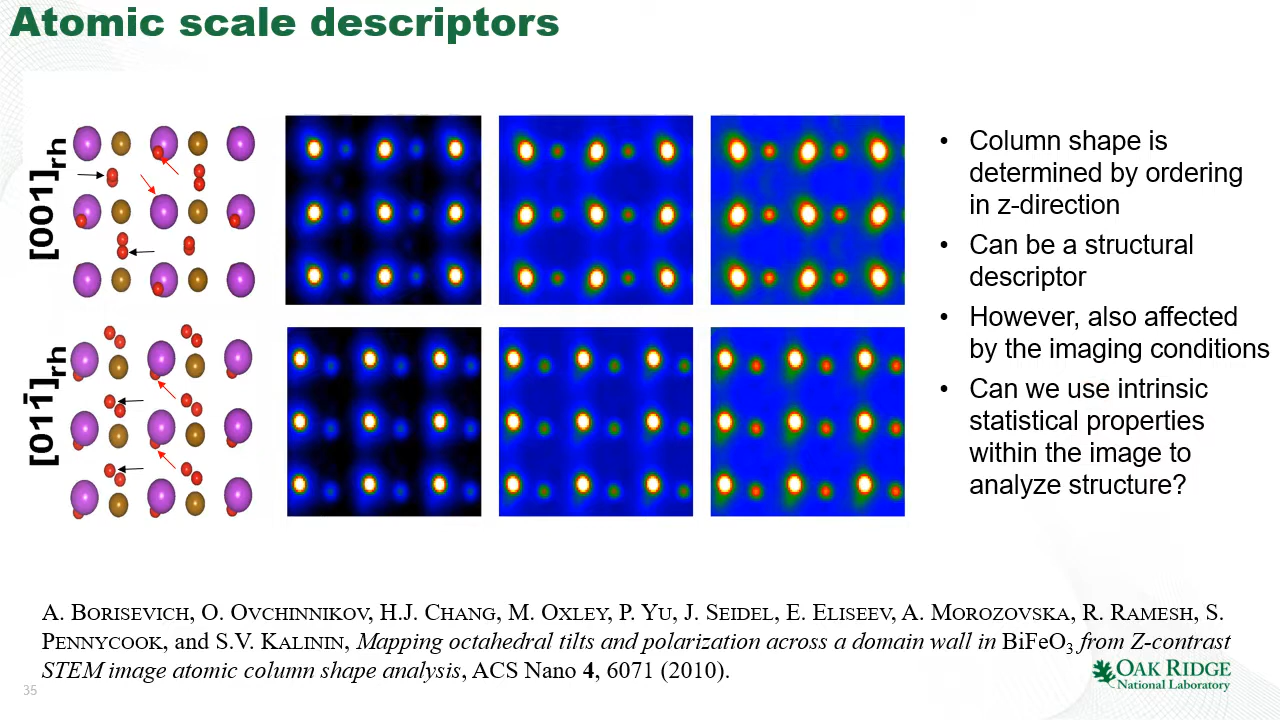 Atomic scale descriptors
[001]rh
[011̄]rh
• Column shape is
determined by ordering
in z-direction
• Can be a structural
descriptor
• However, also affected
by the imaging conditions
• Can we use intrinsic
statistical properties
within the image to
analyze structure?
A. BORISEVICH, O. OVCHINNIKOV, H.J. CHANG, M. OXLEY, P. YU, J. SEIDEL, E. ELISEEV, A. MOROZOVSKA, R. RAMESH, S.
PENNYCOOK, and S.V. KALININ, Mapping octahedral tilts and polarization across a domain wall in BiFeO3 from Z-contrast
STEM image atomic column shape analysis, ACS Nano 4, 6071 (2010).
OAK RIDGE
National Laboratory
35